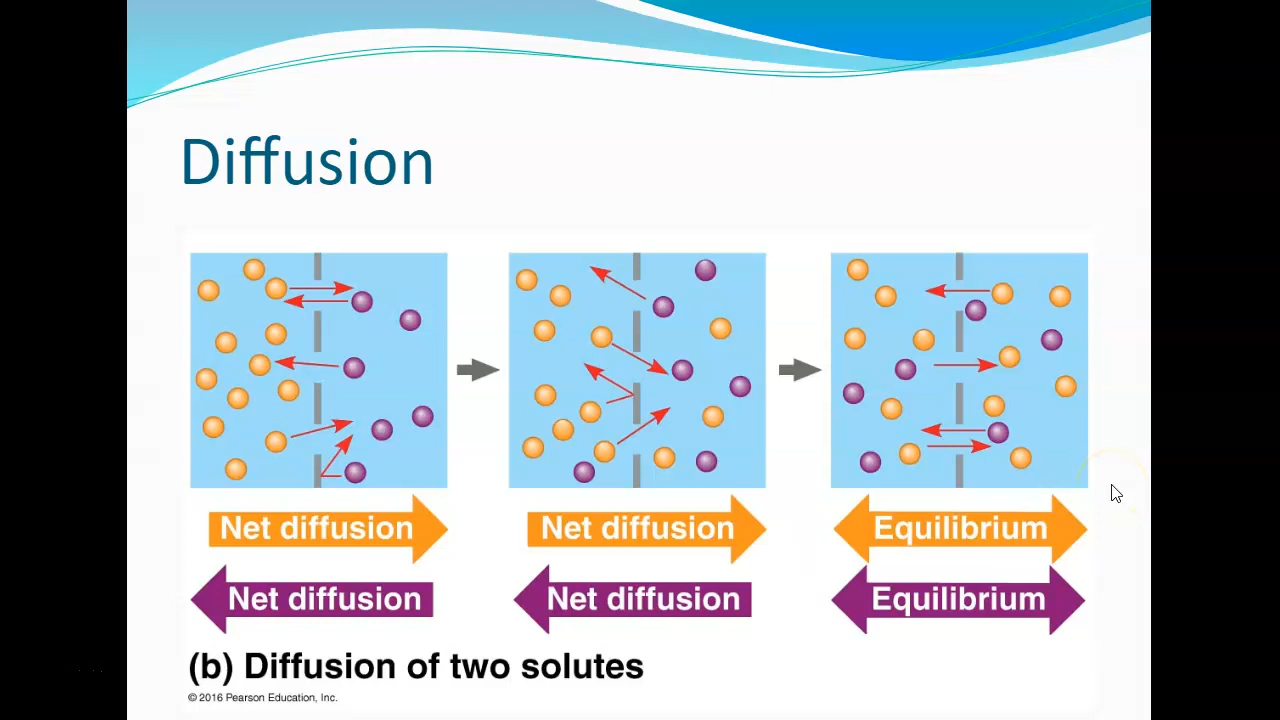 Diffusion
Net diffusion
Net diffusion
Equilibrium
Net diffusion
Net diffusion
Equilibrium
(b) Diffusion of two solutes
© 2016 Pearson Education, Inc.